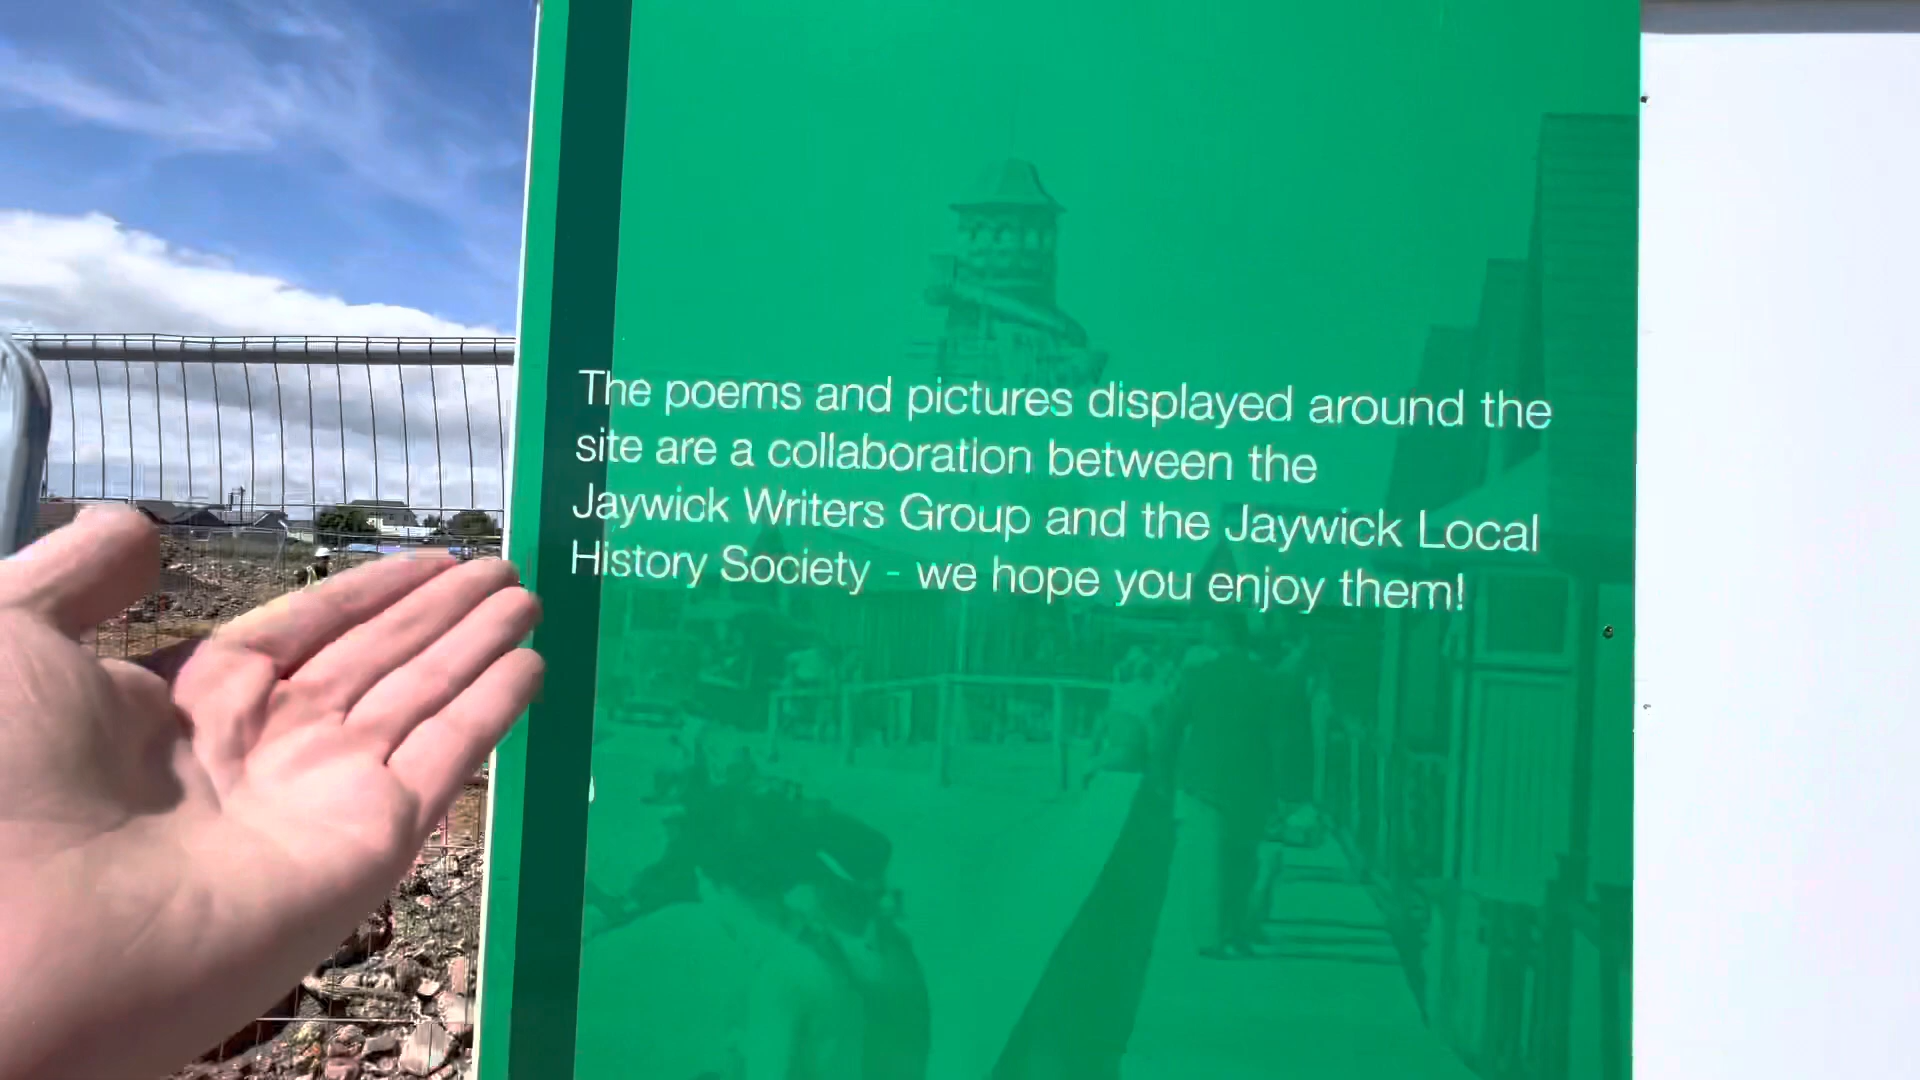 The poems and pictures displayed around the
site are a collaboration between the
Jaywick Writers Group and the Jaywick Local
History Society - we hope you enjoy them!